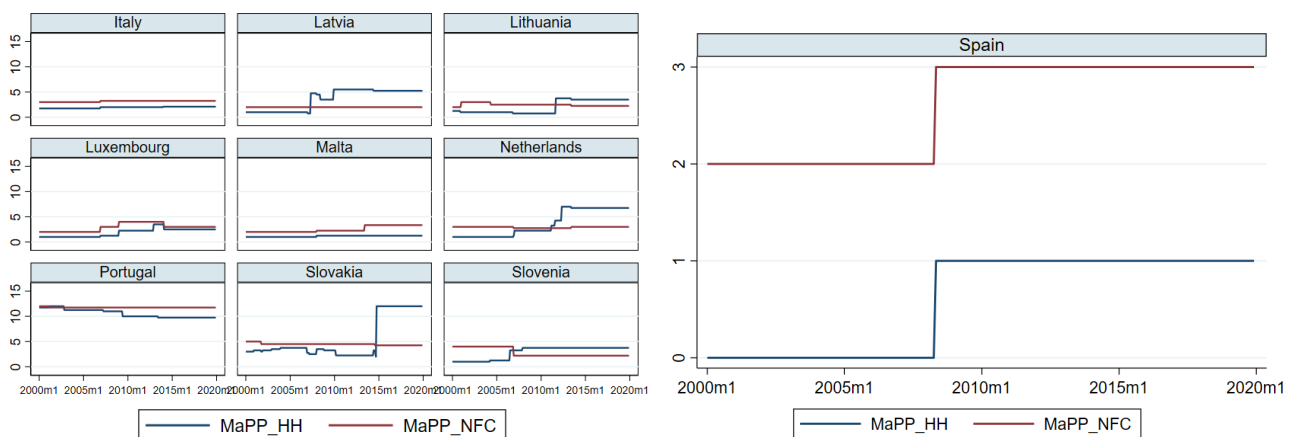 Italy Latvia Lithuania
15
10
5
0
Luxembourg Malta Netherlands
15
10
5
0
Portugal Slovakia Slovenia
15
10
5
0
2000m1 2005m1 2010m1 2015m1 2020m1 2000m1 2005m1 2010m1 2015m1 2020m1 2000m1 2005m1 2010m1 2015m1 2020m1
MaPP_HH MaPP_NFC
Spain
3
2
1
0
2000m1 2005m1 2010m1 2015m1 2020m1
MaPP_HH MaPP_NFC